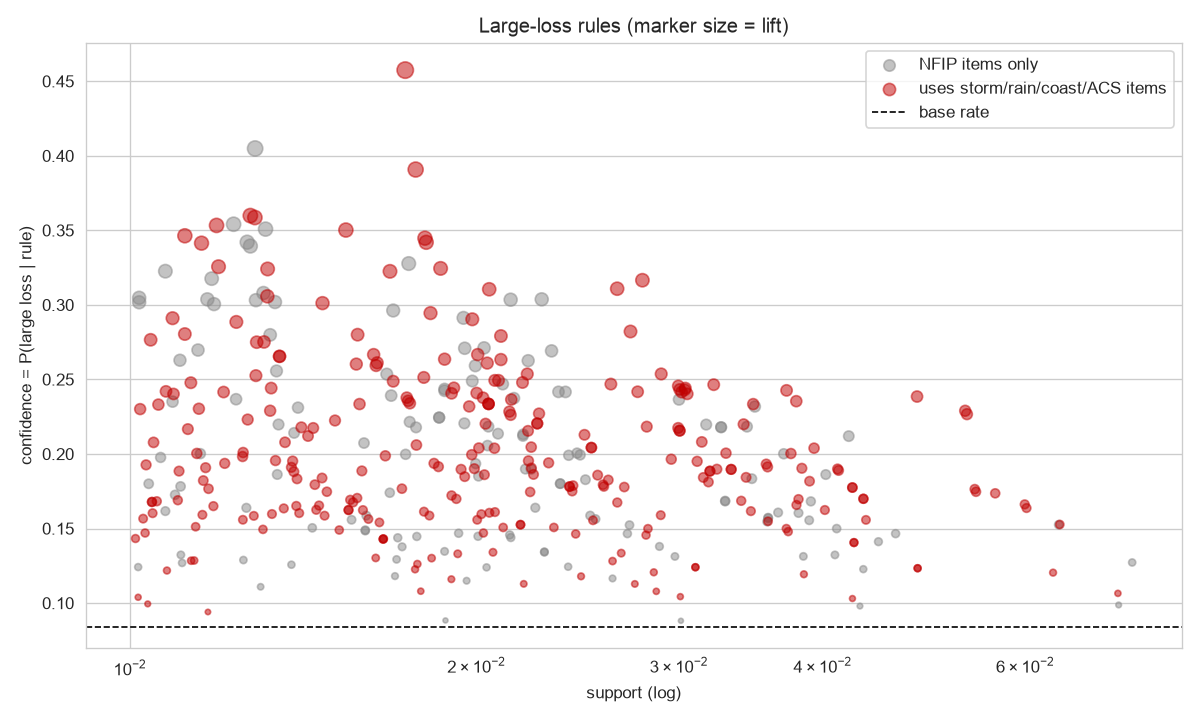 Large-loss rules (marker size = lift)
NFIP items only
uses storm/rain/coast/ACS items
base rate
confidence = P(large loss | rule)
0.45
0.40
0.35
0.30
0.25
0.20
0.15
0.10
10⁻²
2 × 10⁻²
3 × 10⁻²
4 × 10⁻²
6 × 10⁻²
support (log)